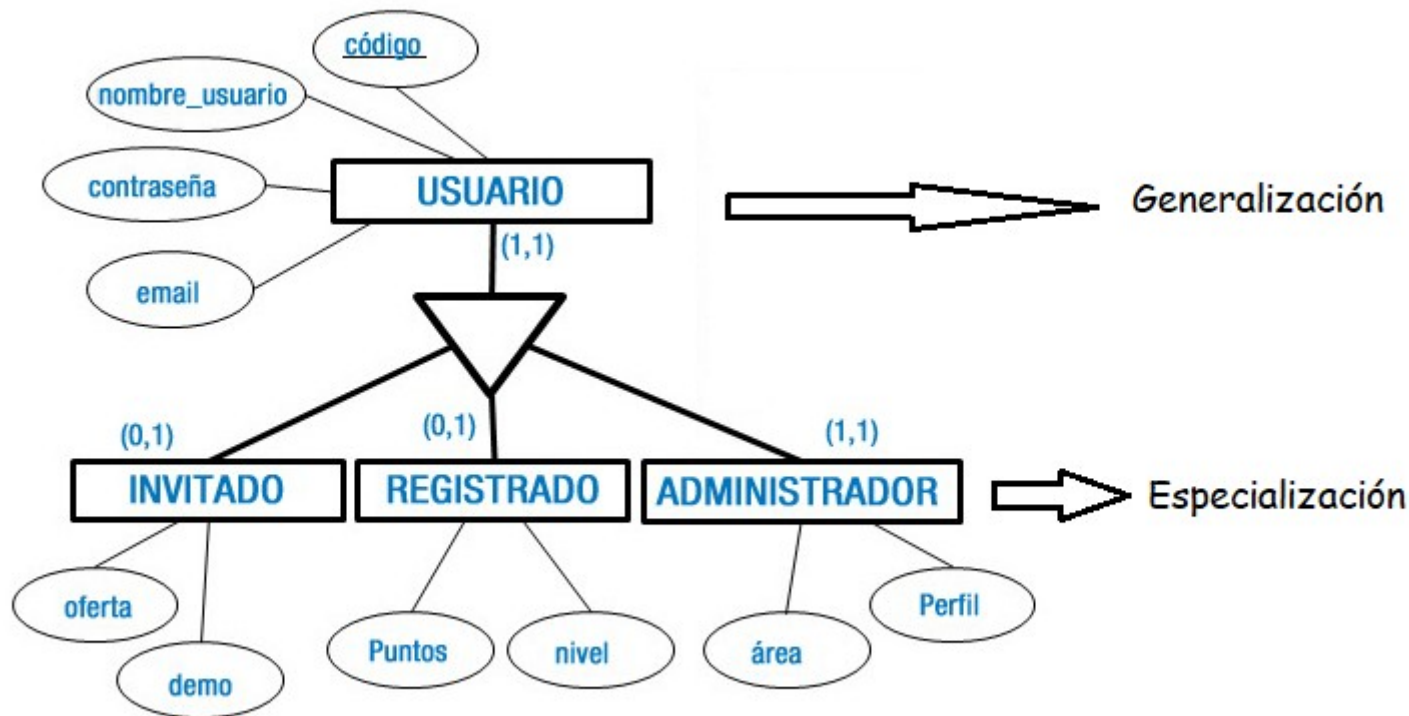 código
nombre_usuario
contraseña
USUARIO
Generalización
(1,1)
email
(0,1)
(0,1)
(1,1)
INVITADO
REGISTRADO
ADMINISTRADOR
Especialización
oferta
demo
Puntos
nivel
área
Perfil